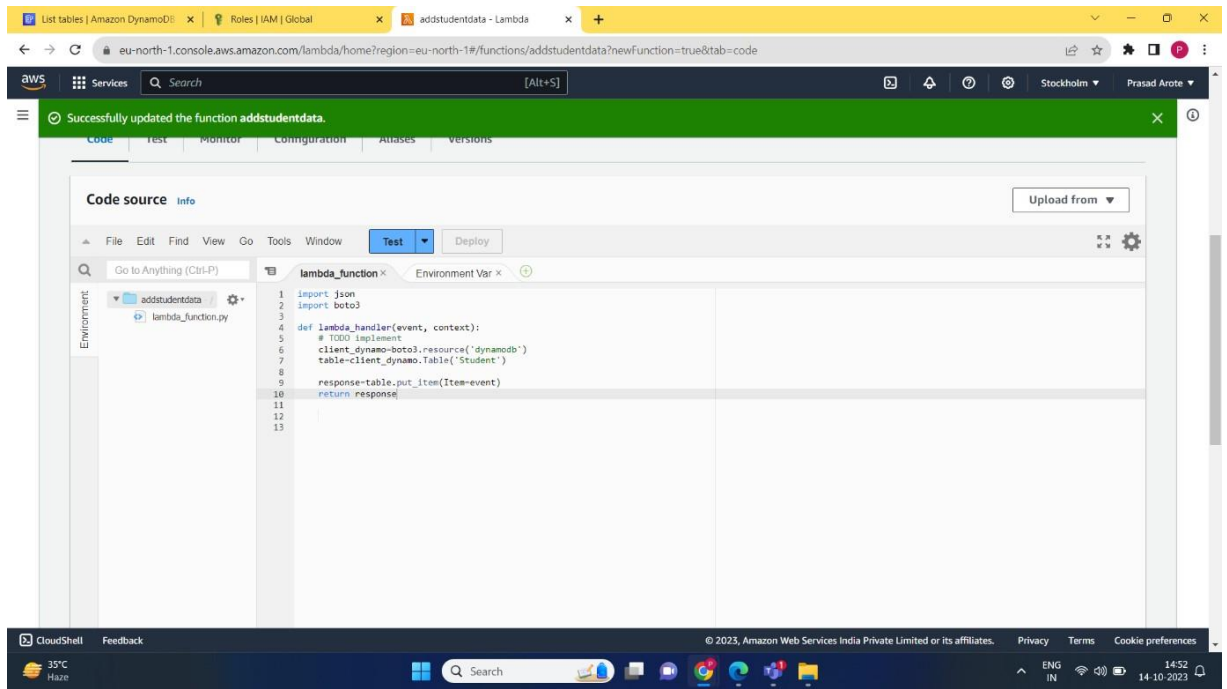 List tables | Amazon DynamoDB
Roles | IAM | Global
addstudentdata - Lambda
eu-north-1.console.aws.amazon.com/lambda/home?region=eu-north-1#/functions/addstudentdata?newFunction=true&tab=code
aws Services Search [Alt+S] Stockholm ▼ Prasad Arote ▼
Successfully updated the function addstudentdata.
Code Test Monitor Configuration Aliases Versions
Code source Info Upload from ▼
File Edit Find View Go Tools Window Test Deploy
Go to Anything (Ctrl-P) lambda_function × Environment Var ×
Environment
addstudentdata /
lambda_function.py
1 import json
2 import boto3
3
4 def lambda_handler(event, context):
5 # TODO implement
6 client_dynamo-boto3.resource('dynamodb')
7 table-client_dynamo.Table('Student')
8
9 response-table.put_item(Item-event)
10 return response
11
12
13
CloudShell Feedback © 2023, Amazon Web Services India Private Limited or its affiliates. Privacy Terms Cookie preferences
35°C
Haze
Search
ENG
IN
14:52
14-10-2023